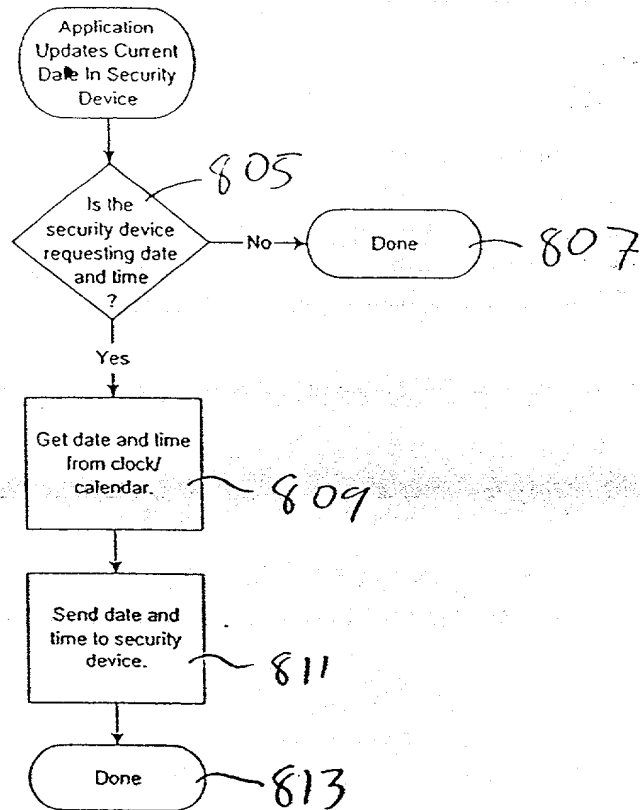 Application
Updates Current
Date In Security
Device
805
Is the
security device
requesting date
and time
?
No
Done
807
Yes
Get date and time
from clock/
calendar.
809
Send date and
time to security
device.
811
Done
813